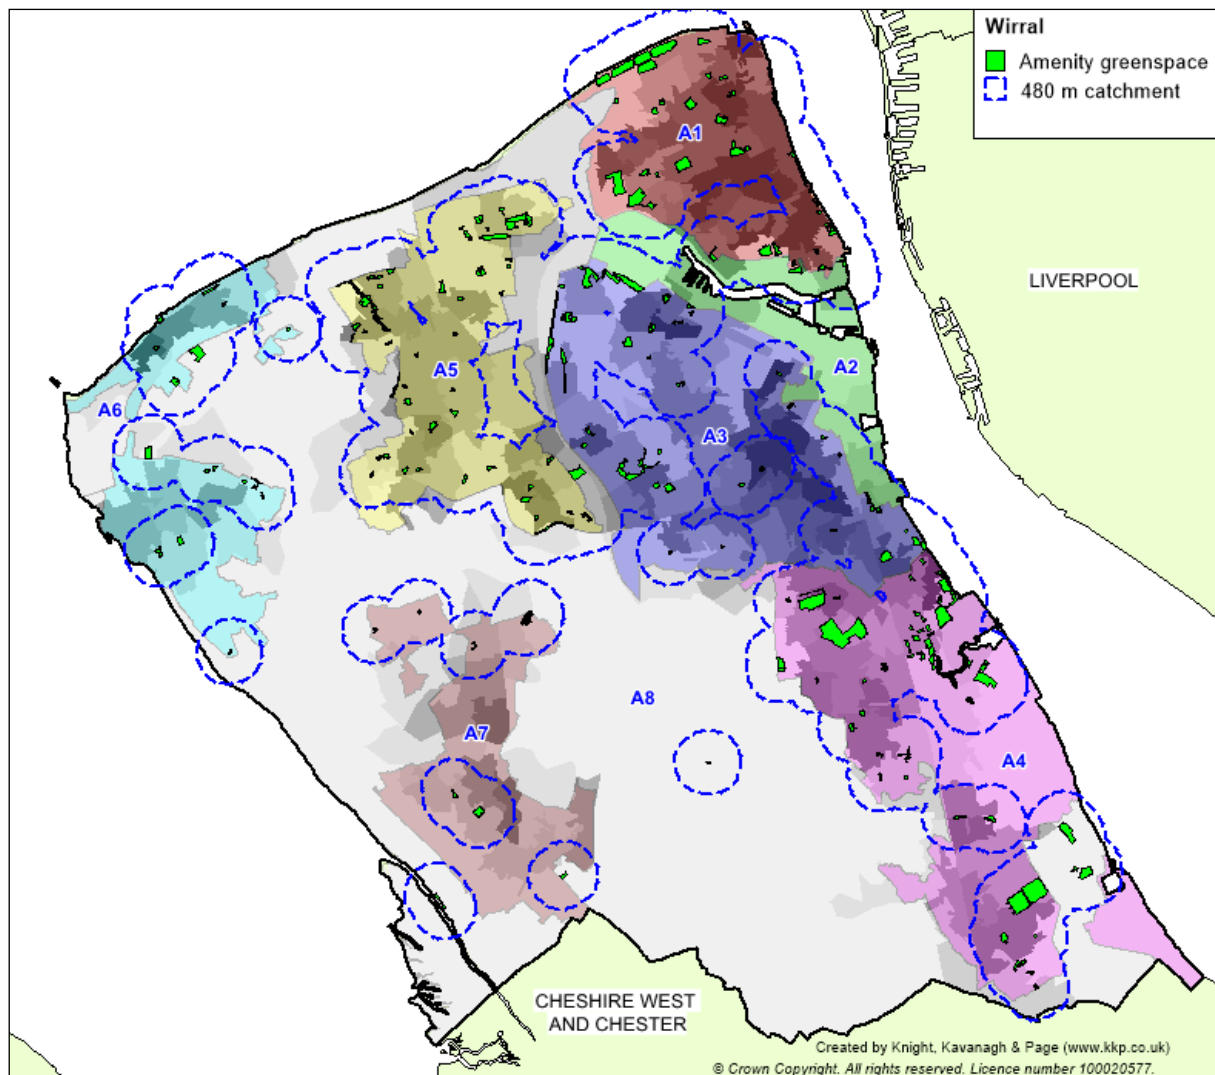 Wirral
Amenity greenspace
480 m catchment
A1
LIVERPOOL
A2
A5
A6
A3
A8
A7
A4
CHESHIRE WEST
AND CHESTER
Created by Knight, Kavanagh & Page (www.kkp.co.uk)
© Crown Copyright. All rights reserved. Licence number 100020577.